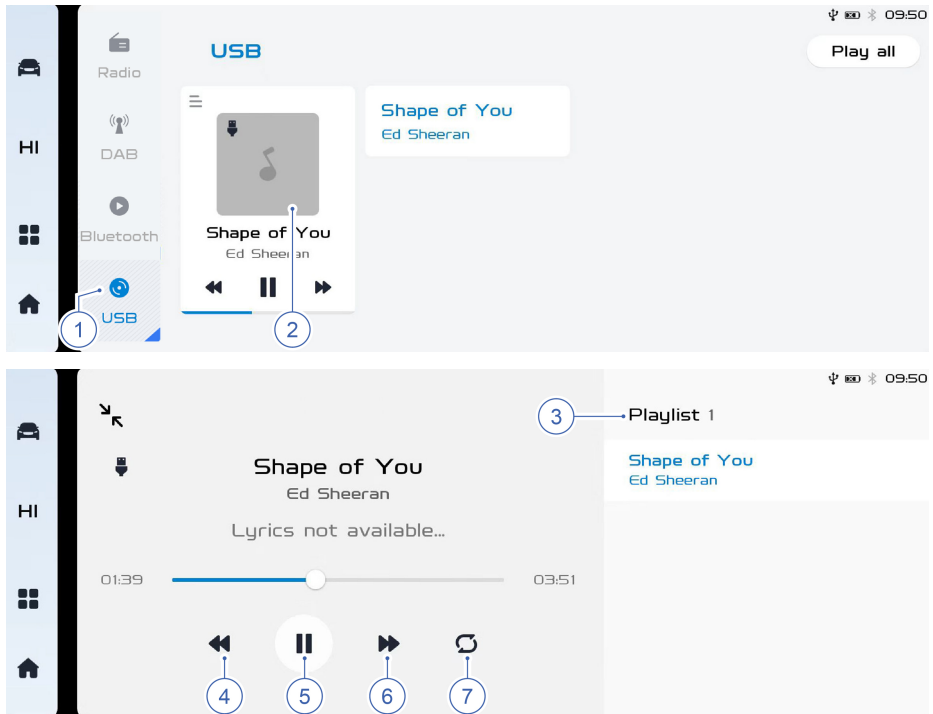 09:50
USB
Play all
Radio
Shape of You
Ed Sheeran
HI
DAB
Bluetooth
Shape of You
Ed Sheeran
USB
1
2
09:50
3
Playlist 1
Shape of You
Ed Sheeran
Shape of You
Ed Sheeran
HI
Lyrics not available...
01:39
03:51
4
5
6
7